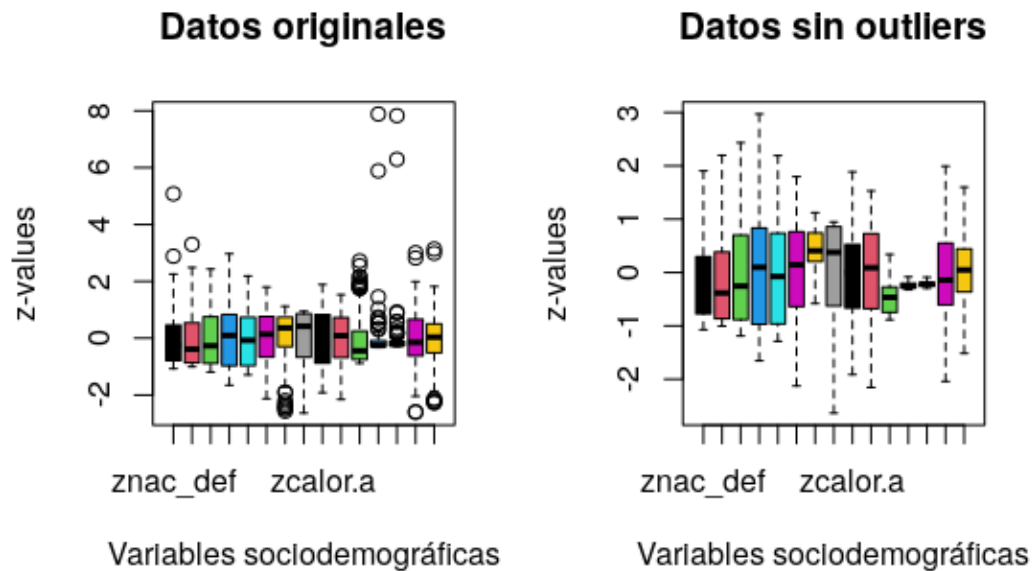 Datos originales
z-values
8
6
4
2
0
-2
znac_def zcalor.a
Variables sociodemográficas
Datos sin outliers
z-values
3
2
1
0
-1
-2
znac_def zcalor.a
Variables sociodemográficas